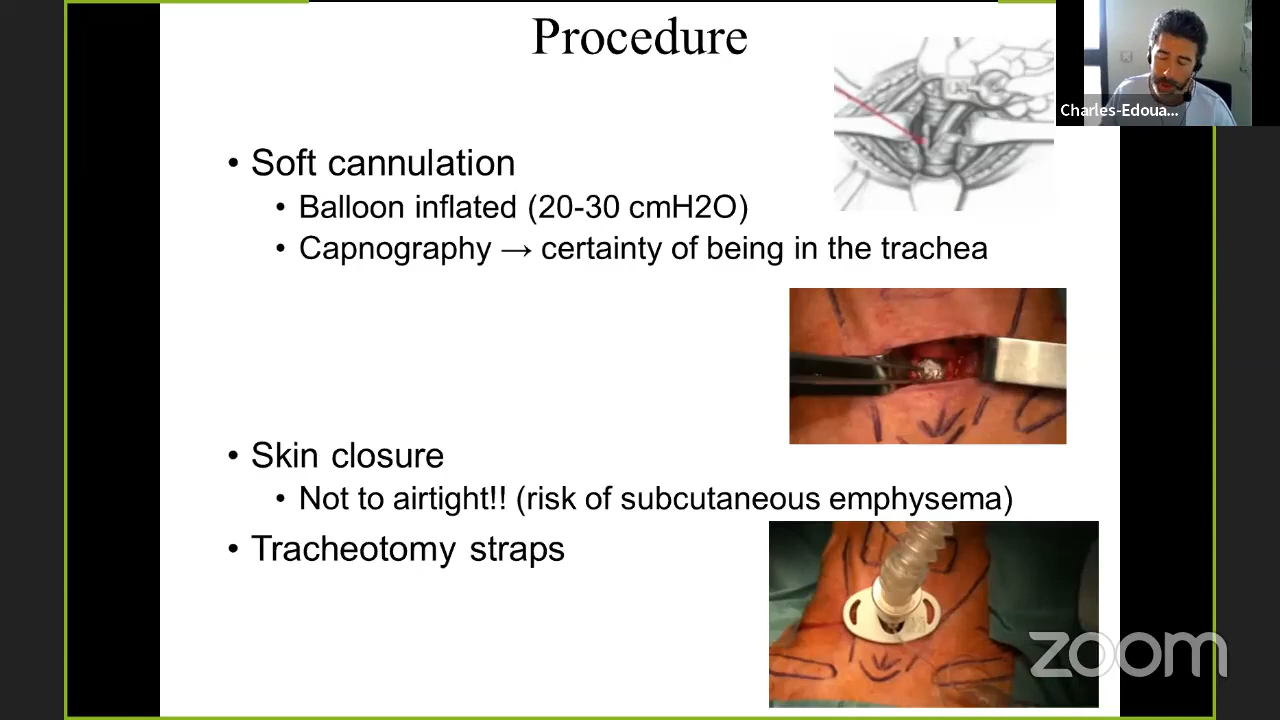 Procedure
Charles-Edoua...
• Soft cannulation
• Balloon inflated (20-30 cmH2O)
• Capnography → certainty of being in the trachea
• Skin closure
• Not to airtight!! (risk of subcutaneous emphysema)
• Tracheotomy straps
zoom